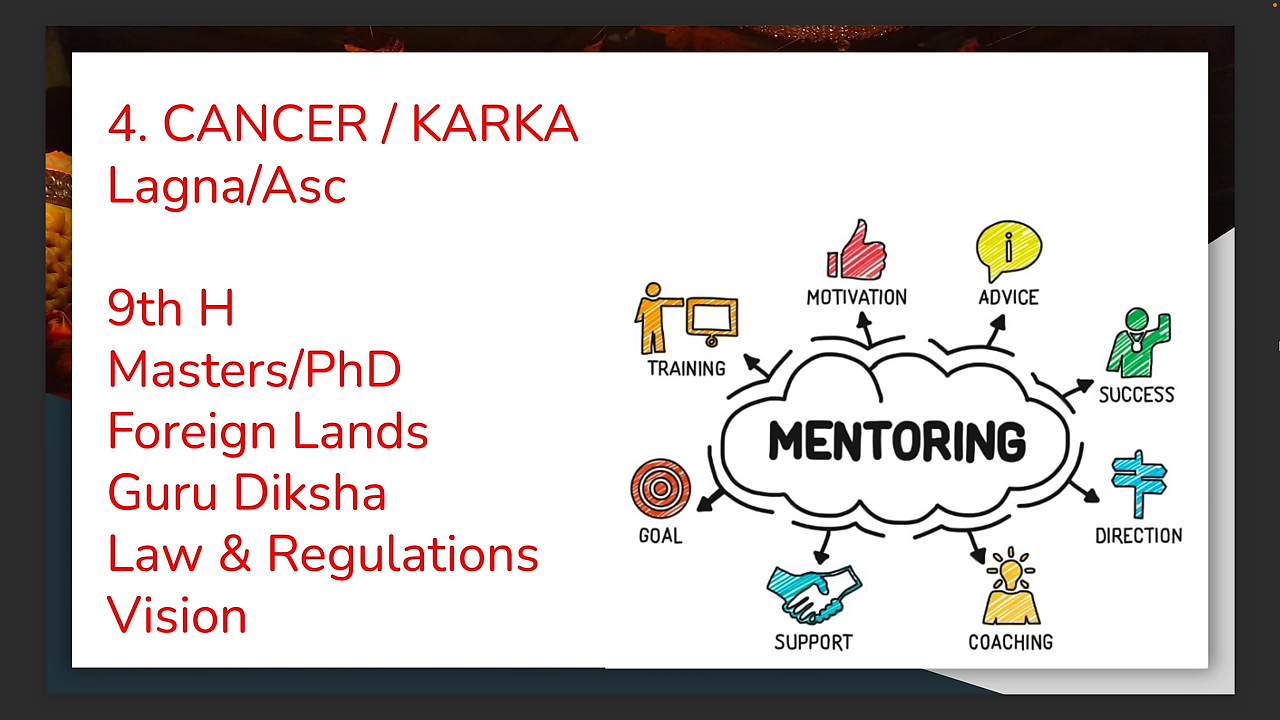 4. CANCER / KARKA
Lagna/Asc
9th H
Masters/PhD
Foreign Lands
Guru Diksha
Law & Regulations
Vision
MOTIVATION
ADVICE
TRAINING
SUCCESS
MENTORING
GOAL
DIRECTION
SUPPORT
COACHING